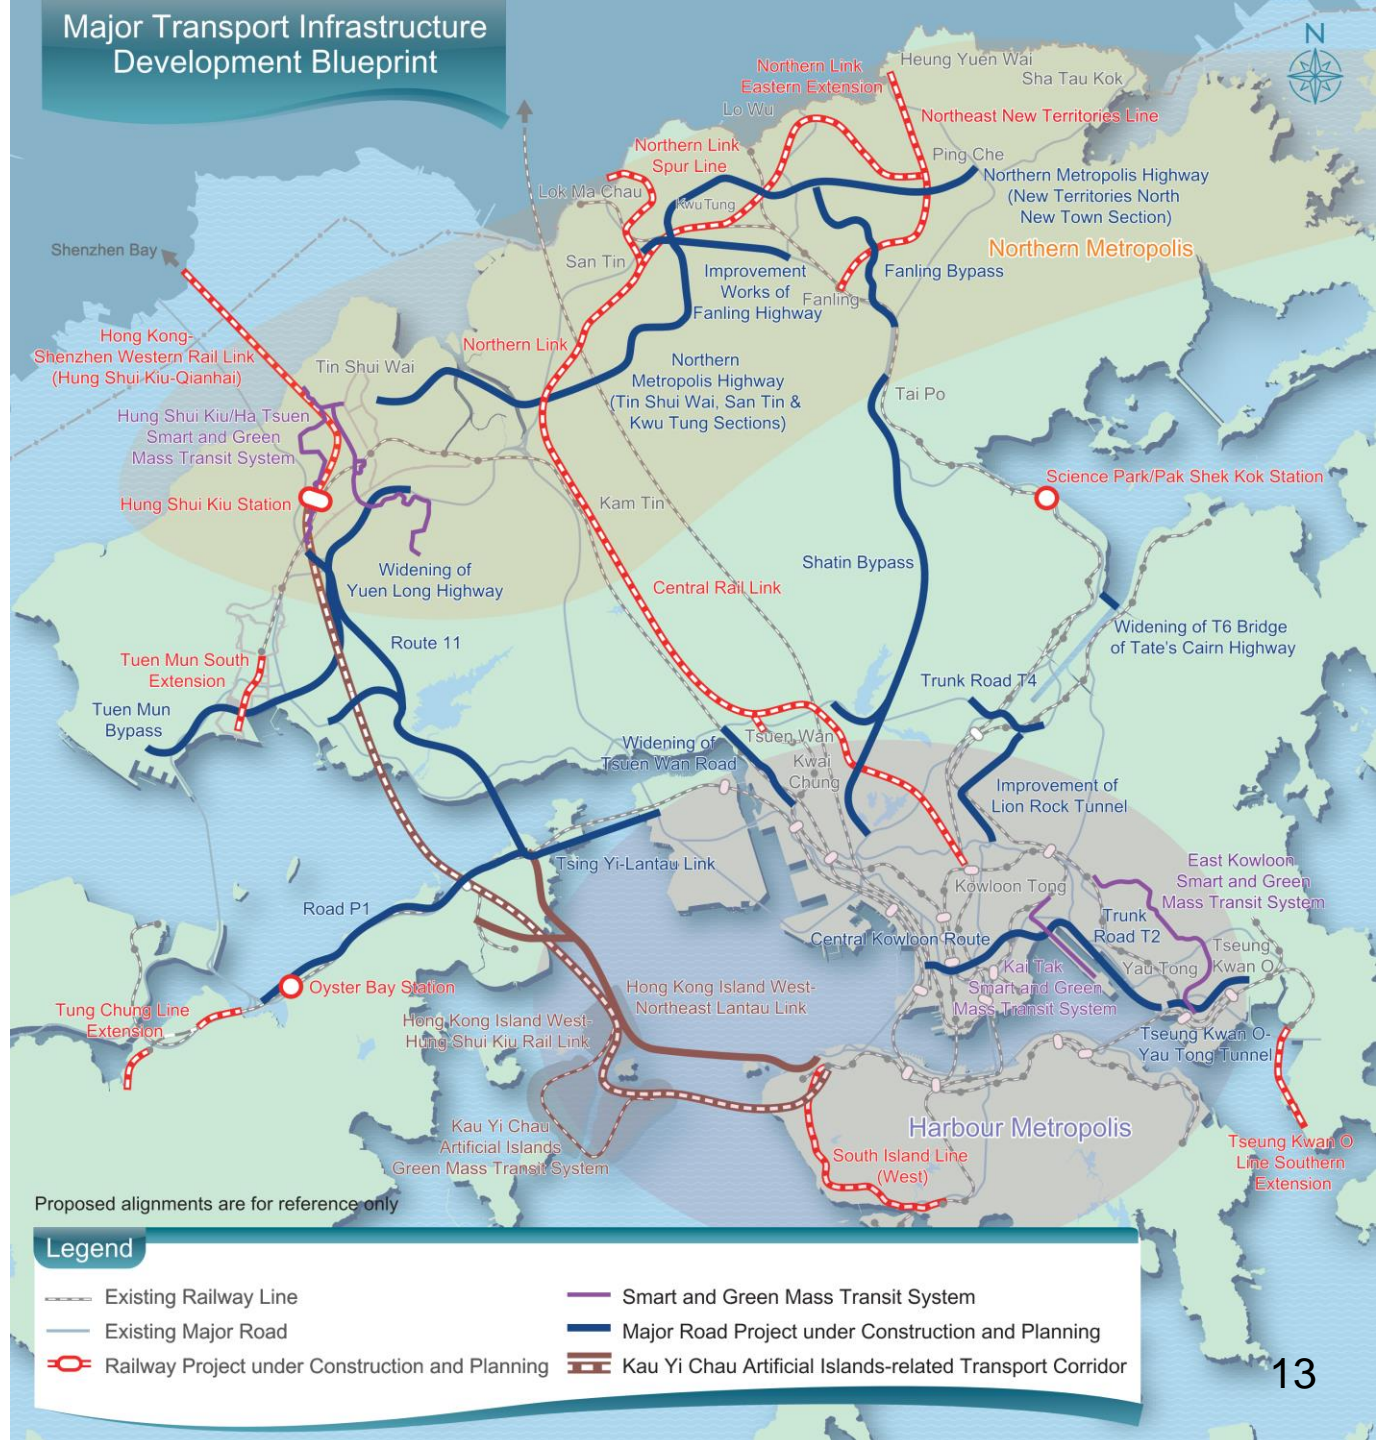 Major Transport Infrastructure
Development Blueprint
N
Northern Link
Eastern Extension
Heung Yuen Wai
Sha Tau Kok
Lo Wu
Northeast New Territories Line
Northern Link
Spur Line
Ping Che
Lok Ma Chau
Kwu Tung
Northern Metropolis Highway
(New Territories North
New Town Section)
Shenzhen Bay
San Tin
Northern Metropolis
Improvement
Works of
Fanling Highway
Fanling
Fanling Bypass
Hong Kong-
Shenzhen Western Rail Link
(Hung Shui Kiu-Qianhai)
Tin Shui Wai
Northern Link
Northern
Metropolis Highway
(Tin Shui Wai, San Tin &
Kwu Tung Sections)
Tai Po
Hung Shui Kiu/Ha Tsuen
Smart and Green
Mass Transit System
Hung Shui Kiu Station
Kam Tin
Science Park/Pak Shek Kok Station
Widening of
Yuen Long Highway
Shatin Bypass
Central Rail Link
Route 11
Widening of T6 Bridge
of Tate's Cairn Highway
Tuen Mun South
Extension
Trunk Road T4
Tuen Mun
Bypass
Widening of
Tsuen Wan Road
Tsuen Wan
Kwai
Chung
Improvement of
Lion Rock Tunnel
Tsing Yi-Lantau Link
East Kowloon
Smart and Green
Mass Transit System
Kowloon Tong
Road P1
Trunk
Road T2
Central Kowloon Route
Tseung
Kwan O
Kai Tak
Smart and Green
Mass Transit System
Yau Tong
Oyster Bay Station
Hong Kong Island West-
Northeast Lantau Link
Tung Chung Line
Extension
Hong Kong Island West-
Hung Shui Kiu Rail Link
Tseung Kwan O-
Yau Tong Tunnel
Kau Yi Chau
Artificial Islands
Green Mass Transit System
Harbour Metropolis
South Island Line
(West)
Tseung Kwan O
Line Southern
Extension
Proposed alignments are for reference only
Legend
Existing Railway Line
Existing Major Road
Railway Project under Construction and Planning
Smart and Green Mass Transit System
Major Road Project under Construction and Planning
Kau Yi Chau Artificial Islands-related Transport Corridor
13